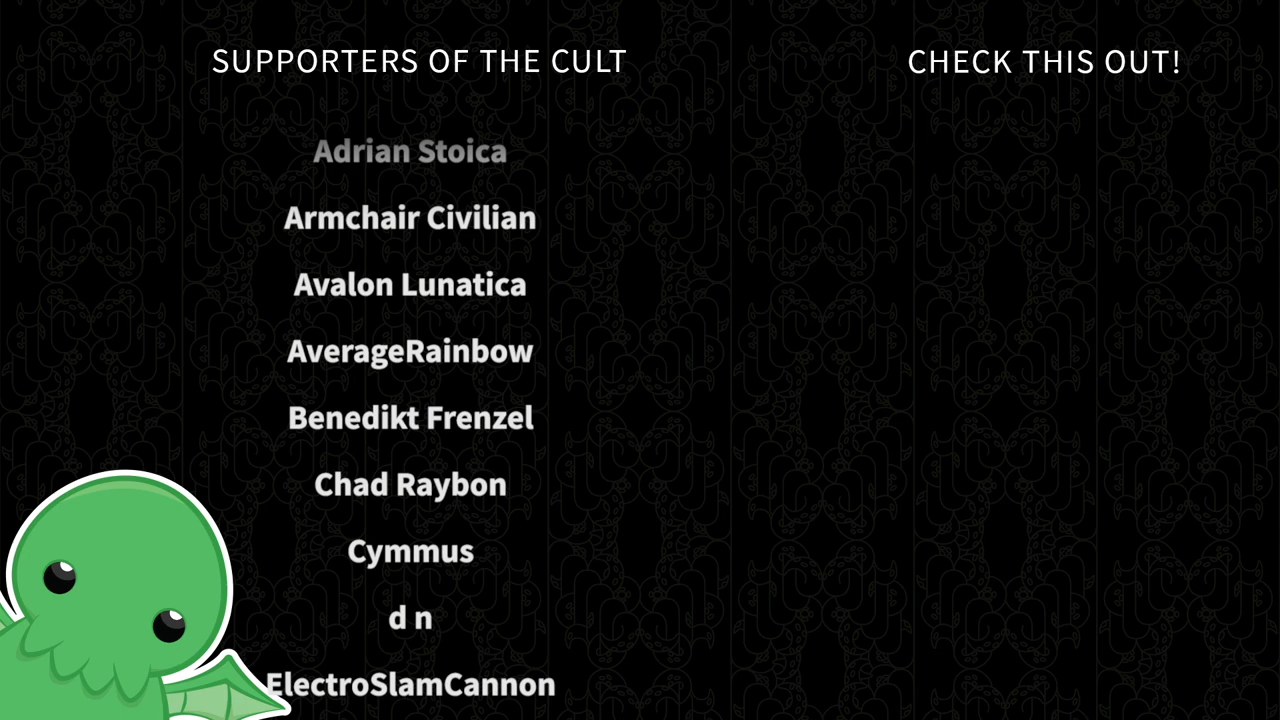 SUPPORTERS OF THE CULT
CHECK THIS OUT!
Adrian Stoica
Armchair Civilian
Avalon Lunatica
AverageRainbow
Benedikt Frenzel
Chad Raybon
Cymmus
d n
ElectroSlamCannon